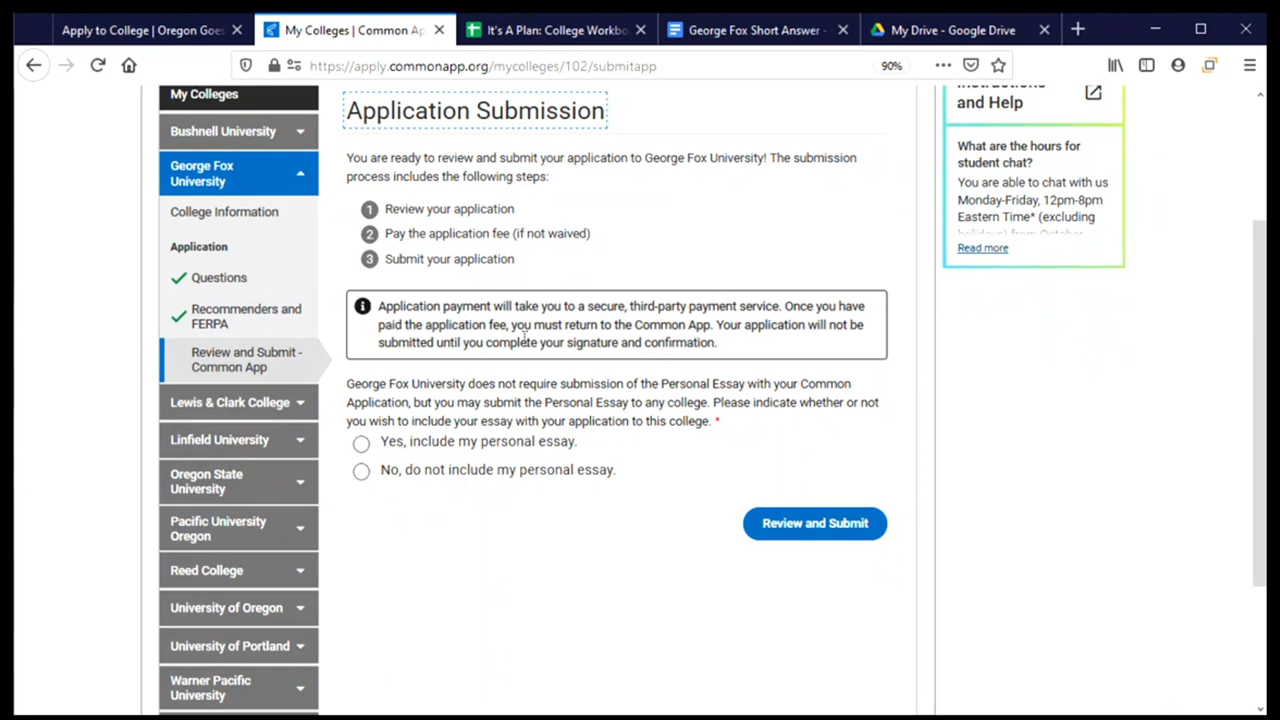 Apply to College | Oregon Goes
My Colleges | Common Ap
It's A Plan: College Workbo
George Fox Short Answer -
My Drive - Google Drive
https://apply.commonapp.org/mycolleges/102/submitapp
90%
My Colleges
Bushnell University
George Fox
University
College Information
Application
Questions
Recommenders and
FERPA
Review and Submit -
Common App
Lewis & Clark College
Linfield University
Oregon State
University
Pacific University
Oregon
Reed College
University of Oregon
University of Portland
Warner Pacific
University
Application Submission
You are ready to review and submit your application to George Fox University! The submission
process includes the following steps:
1 Review your application
2 Pay the application fee (if not waived)
3 Submit your application
Application payment will take you to a secure, third-party payment service. Once you have
paid the application fee, you must return to the Common App. Your application will not be
submitted until you complete your signature and confirmation.
George Fox University does not require submission of the Personal Essay with your Common
Application, but you may submit the Personal Essay to any college. Please indicate whether or not
you wish to include your essay with your application to this college. *
Yes, include my personal essay.
No, do not include my personal essay.
Review and Submit
Instructions
and Help
What are the hours for
student chat?
You are able to chat with us
Monday-Friday, 12pm-8pm
Eastern Time* (excluding
holidays) from October
Read more